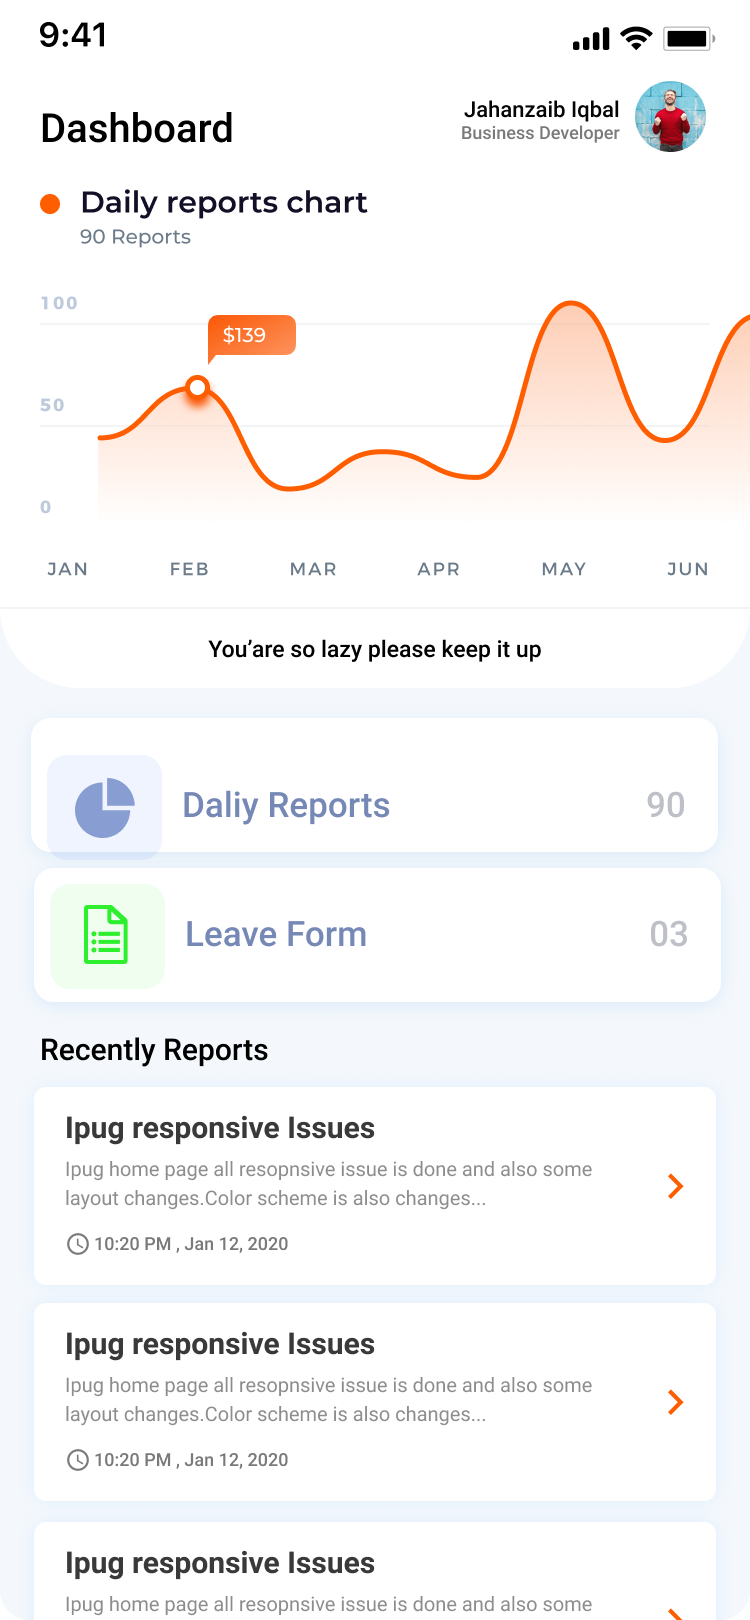 9:41
Dashboard
Jahanzaib Iqbal
Business Developer
Daily reports chart
90 Reports
100
$139
50
0
JAN FEB MAR APR MAY JUN
You’are so lazy please keep it up
Daliy Reports 90
Leave Form 03
Recently Reports
Ipug responsive Issues
Ipug home page all resopnsive issue is done and also some
layout changes.Color scheme is also changes...
10:20 PM , Jan 12, 2020
Ipug responsive Issues
Ipug home page all resopnsive issue is done and also some
layout changes.Color scheme is also changes...
10:20 PM , Jan 12, 2020
Ipug responsive Issues
Ipug home page all resopnsive issue is done and also some